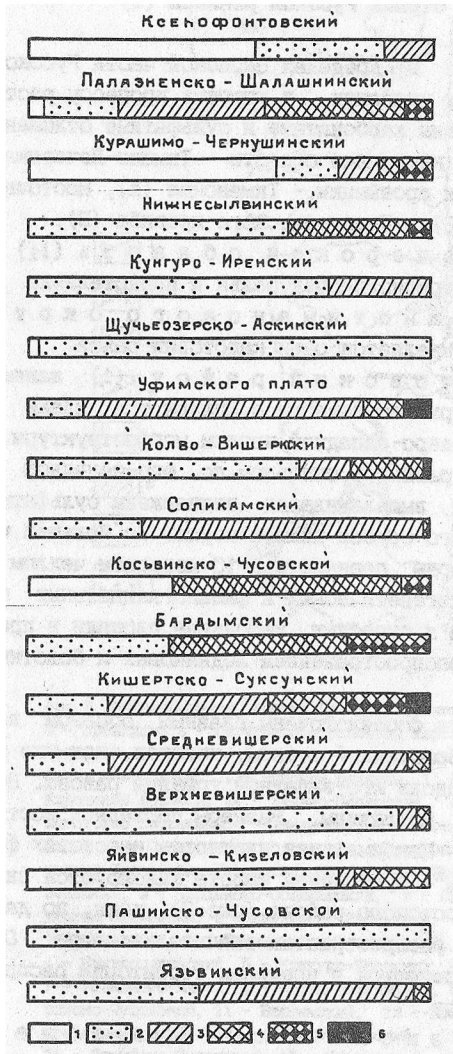 Ксенофонтовский
Палазненско - Шалашнинский
Курашимо - Чернушинский
Нижнесылвинский
Кунгуро - Иренский
Щучьеозерско - Аскинский
Уфимского плато
Колво - Вишерский
Соликамский
Косьвинско - Чусовской
Бардымский
Кишертско - Суксунский
Средневишерский
Верхневишерский
Яйвинско - Кизеловский
Пашийско - Чусовской
Язьвинский
1 2 3 4 5 6